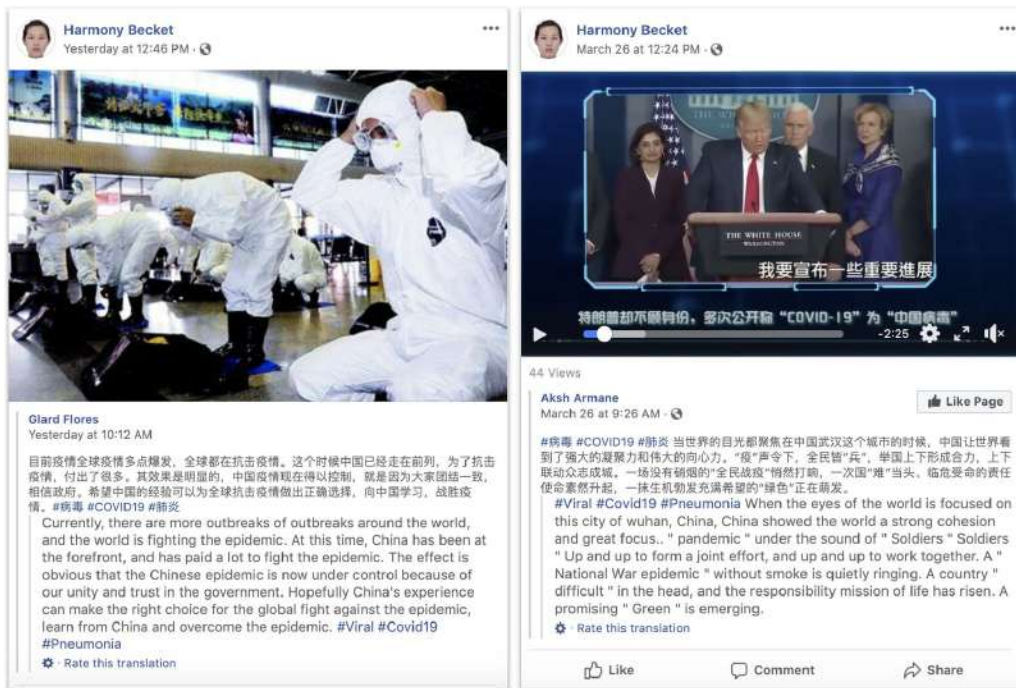 Harmony Becket
Yesterday at 12:46 PM ·
Glard Flores
Yesterday at 10:12 AM
目前疫情全球疫情多点爆发，全球都在抗击疫情。这个时候中国已经走在前列，为了抗击
疫情，付出了很多。其效果是明显的，中国疫情现在得以控制，就是因为大家团结一致，
相信政府。希望中国的经验可以为全球抗击疫情做出正确选择，向中国学习，战胜疫
情。#病毒 #COVID19 #肺炎
Currently, there are more outbreaks of outbreaks around the world,
and the world is fighting the epidemic. At this time, China has been at
the forefront, and has paid a lot to fight the epidemic. The effect is
obvious that the Chinese epidemic is now under control because of
our unity and trust in the government. Hopefully China's experience
can make the right choice for the global fight against the epidemic,
learn from China and overcome the epidemic. #Viral #Covid19
#Pneumonia
· Rate this translation
Harmony Becket
March 26 at 12:24 PM ·
THE WHITE HOUSE
WASHINGTON
我要宣布一些重要進展
特朗普却不顾身份，多次公开称“COVID-19”为“中国病毒”
-2:25
44 Views
Aksh Armane
Like Page
March 26 at 9:26 AM ·
#病毒 #COVID19 #肺炎 当世界的目光都聚焦在中国武汉这个城市的时候，中国让世界看
到了强大的凝聚力和伟大的向心力。“疫”声令下，全民皆“兵”，举国上下形成合力，上下
联动众志成城。一场没有硝烟的“全民战疫”悄然打响，一次国“难”当头、临危受命的责任
使命素然升起，一抹生机勃发充满希望的“绿色”正在萌发。
#Viral #Covid19 #Pneumonia When the eyes of the world is focused on
this city of wuhan, China, China showed the world a strong cohesion
and great focus.. " pandemic " under the sound of " Soldiers " Soldiers
" Up and up to form a joint effort, and up and up to work together. A "
National War epidemic " without smoke is quietly ringing. A country "
difficult " in the head, and the responsibility mission of life has risen. A
promising " Green " is emerging.
· Rate this translation
Like
Comment
Share